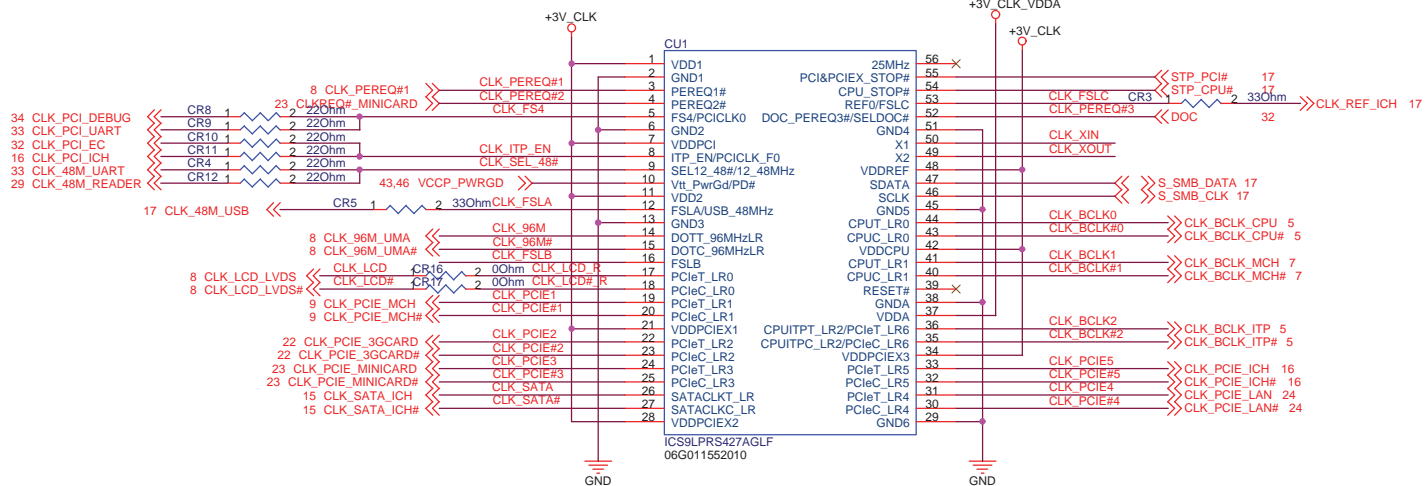 +3V_CLK
+3V_CLK_VDDA
+3V_CLK
CU1
1 VDD1
25MHz 56
2 GND1
PCI&PCIEX_STOP# 55 STP_PCI# 17
8 CLK_PEREQ#1 CLK_PEREQ#1 3 PEREQ1#
CPU_STOP# 54 STP_CPU# 17
23 CLKREQ#_MINICARD CLK_PEREQ#2 4 PEREQ2#
REF0/FSLC 53 CLK_FSLC CR3 1 2 33Ohm CLK_REF_ICH 17
34 CLK_PCI_DEBUG CR8 1 2 22Ohm CLK_FS4 5 FS4/PCICLK0
DOC_PEREQ3#/SELDOC# 52 CLK_PEREQ#3 DOC 32
33 CLK_PCI_UART CR9 1 2 22Ohm 6 GND2
GND4 51
32 CLK_PCI_EC CR10 1 2 22Ohm 7 VDDPCI
X1 50 CLK_XIN
16 CLK_PCI_ICH CR11 1 2 22Ohm CLK_ITP_EN 8 ITP_EN/PCICLK_F0
X2 49 CLK_XOUT
33 CLK_48M_UART CR4 1 2 22Ohm CLK_SEL_48# 9 SEL12_48#/12_48MHz
VDDREF 48
29 CLK_48M_READER CR12 1 2 22Ohm
43,46 VCCP_PWRGD 10 Vtt_PwrGd/PD#
SDATA 47 S_SMB_DATA 17
11 VDD2
SCLK 46 S_SMB_CLK 17
17 CLK_48M_USB CR5 1 2 33Ohm CLK_FSLA 12 FSLA/USB_48MHz
GND5 45
13 GND3
CPUT_LR0 44 CLK_BCLK0 CLK_BCLK_CPU 5
8 CLK_96M_UMA CLK_96M 14 DOTT_96MHzLR
CPUC_LR0 43 CLK_BCLK#0 CLK_BCLK_CPU# 5
8 CLK_96M_UMA# CLK_96M# 15 DOTC_96MHzLR
VDDCPU 42
CLK_FSLB 16 FSLB
CPUT_LR1 41 CLK_BCLK1 CLK_BCLK_MCH 7
8 CLK_LCD_LVDS CLK_LCD 1 CR16 2 0Ohm CLK_LCD_R 17 PCIeT_LR0
CPUC_LR1 40 CLK_BCLK#1 CLK_BCLK_MCH# 7
8 CLK_LCD_LVDS# CLK_LCD# 1 CR17 2 0Ohm CLK_LCD#_R 18 PCIeC_LR0
RESET# 39
9 CLK_PCIE_MCH CLK_PCIE1 19 PCIeT_LR1
GNDA 38
9 CLK_PCIE_MCH# CLK_PCIE#1 20 PCIeC_LR1
VDDA 37
21 VDDPCIEX1
CPUITPT_LR2/PCIeT_LR6 36 CLK_BCLK2 CLK_BCLK_ITP 5
22 CLK_PCIE_3GCARD CLK_PCIE2 22 PCIeT_LR2
CPUITPC_LR2/PCIeC_LR6 35 CLK_BCLK#2 CLK_BCLK_ITP# 5
22 CLK_PCIE_3GCARD# CLK_PCIE#2 23 PCIeC_LR2
VDDPCIEX3 34
23 CLK_PCIE_MINICARD CLK_PCIE3 24 PCIeT_LR3
PCIeT_LR5 33 CLK_PCIE5 CLK_PCIE_ICH 16
23 CLK_PCIE_MINICARD# CLK_PCIE#3 25 PCIeC_LR3
PCIeC_LR5 32 CLK_PCIE#5 CLK_PCIE_ICH# 16
15 CLK_SATA_ICH CLK_SATA 26 SATACLKT_LR
PCIeT_LR4 31 CLK_PCIE4 CLK_PCIE_LAN 24
15 CLK_SATA_ICH# CLK_SATA# 27 SATACLKC_LR
PCIeC_LR4 30 CLK_PCIE#4 CLK_PCIE_LAN# 24
28 VDDPCIEX2
GND6 29
ICS9LPRS427AGLF
06G011552010
GND
GND